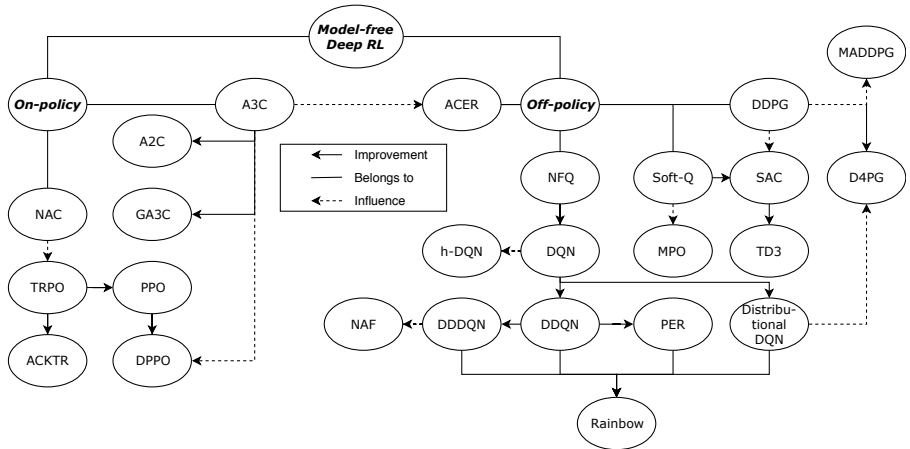 Model-free
Deep RL
MADDPG
On-policy
A3C
ACER
Off-policy
DDPG
A2C
Improvement
Belongs to
Influence
NFQ
Soft-Q
SAC
D4PG
NAC
GA3C
h-DQN
DQN
MPO
TD3
TRPO
PPO
NAF
DDDQN
DDQN
PER
Distribu-
tional
DQN
ACKTR
DPPO
Rainbow